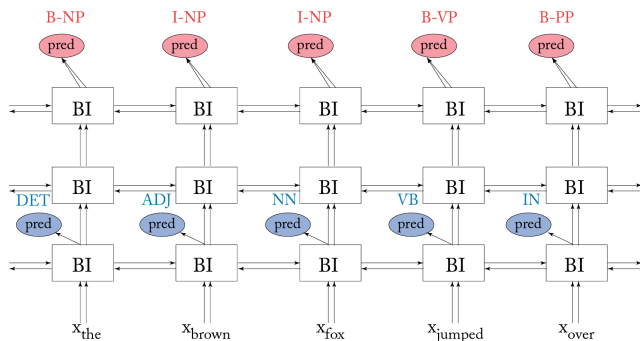 B-NP I-NP I-NP B-VP B-PP
pred pred pred pred pred
BI BI BI BI BI
BI BI BI BI BI
DET ADJ NN VB IN
pred pred pred pred pred
BI BI BI BI BI
x_the x_brown x_fox x_jumped x_over